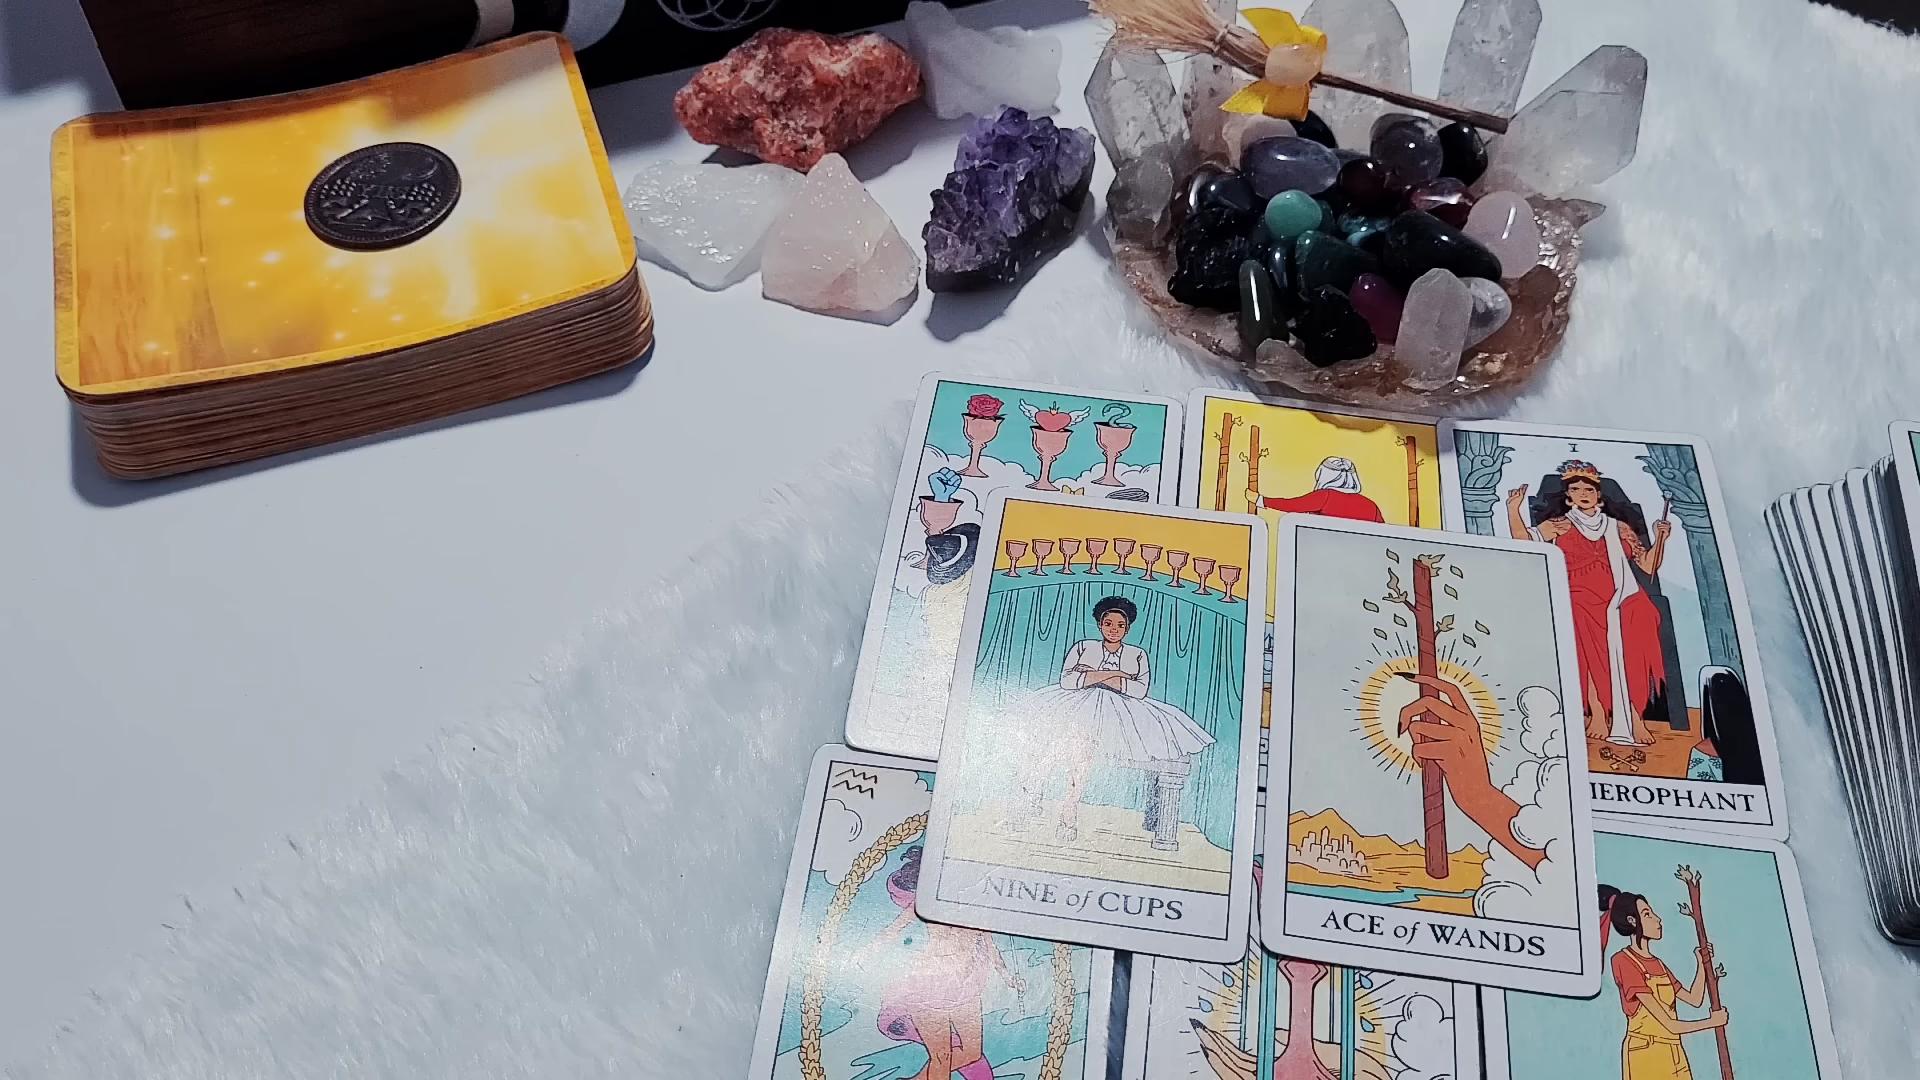 I
IEROPHANT
NINE of CUPS
ACE of WANDS